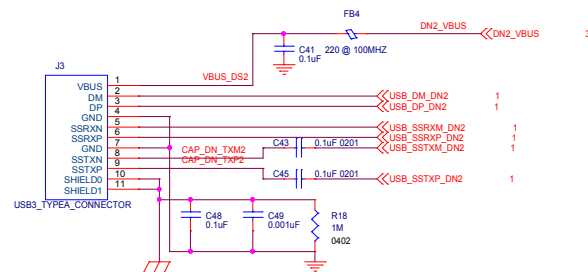 FB4
DN2_VBUS
DN2_VBUS
3
C41
0.1uF
220 @ 100MHZ
J3
VBUS_DS2
VBUS 1
DM 2
DP 3
GND 4
SSRXN 5
SSRXP 6
GND 7
SSTXN 8
SSTXP 9
SHIELD0 10
SHIELD1 11
USB3_TYPEA_CONNECTOR
USB_DM_DN2 1
USB_DP_DN2 1
USB_SSRXM_DN2 1
USB_SSRXP_DN2 1
CAP_DN_TXM2 C43 0.1uF 0201 USB_SSTXM_DN2 1
CAP_DN_TXP2
C45 0.1uF 0201 USB_SSTXP_DN2 1
C48
0.1uF
C49
0.001uF
R18
1M
0402